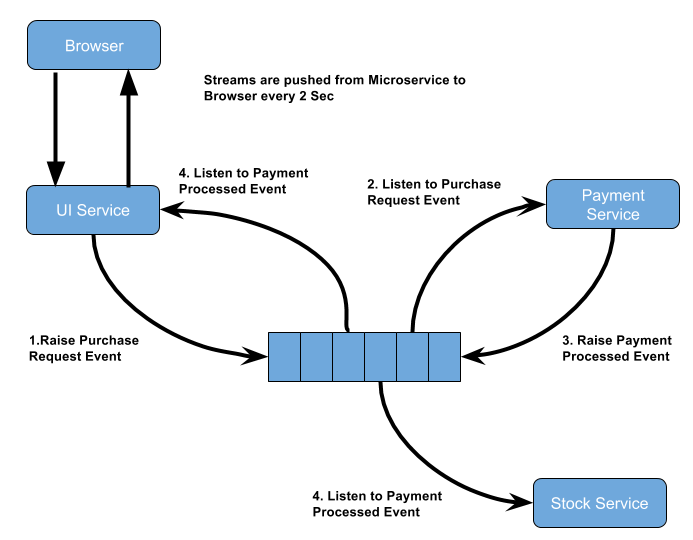 Browser
Streams are pushed from Microservice to
Browser every 2 Sec
4. Listen to Payment
Processed Event
2. Listen to Purchase
Request Event
UI Service
Payment
Service
1.Raise Purchase
Request Event
3. Raise Payment
Processed Event
4. Listen to Payment
Processed Event
Stock Service